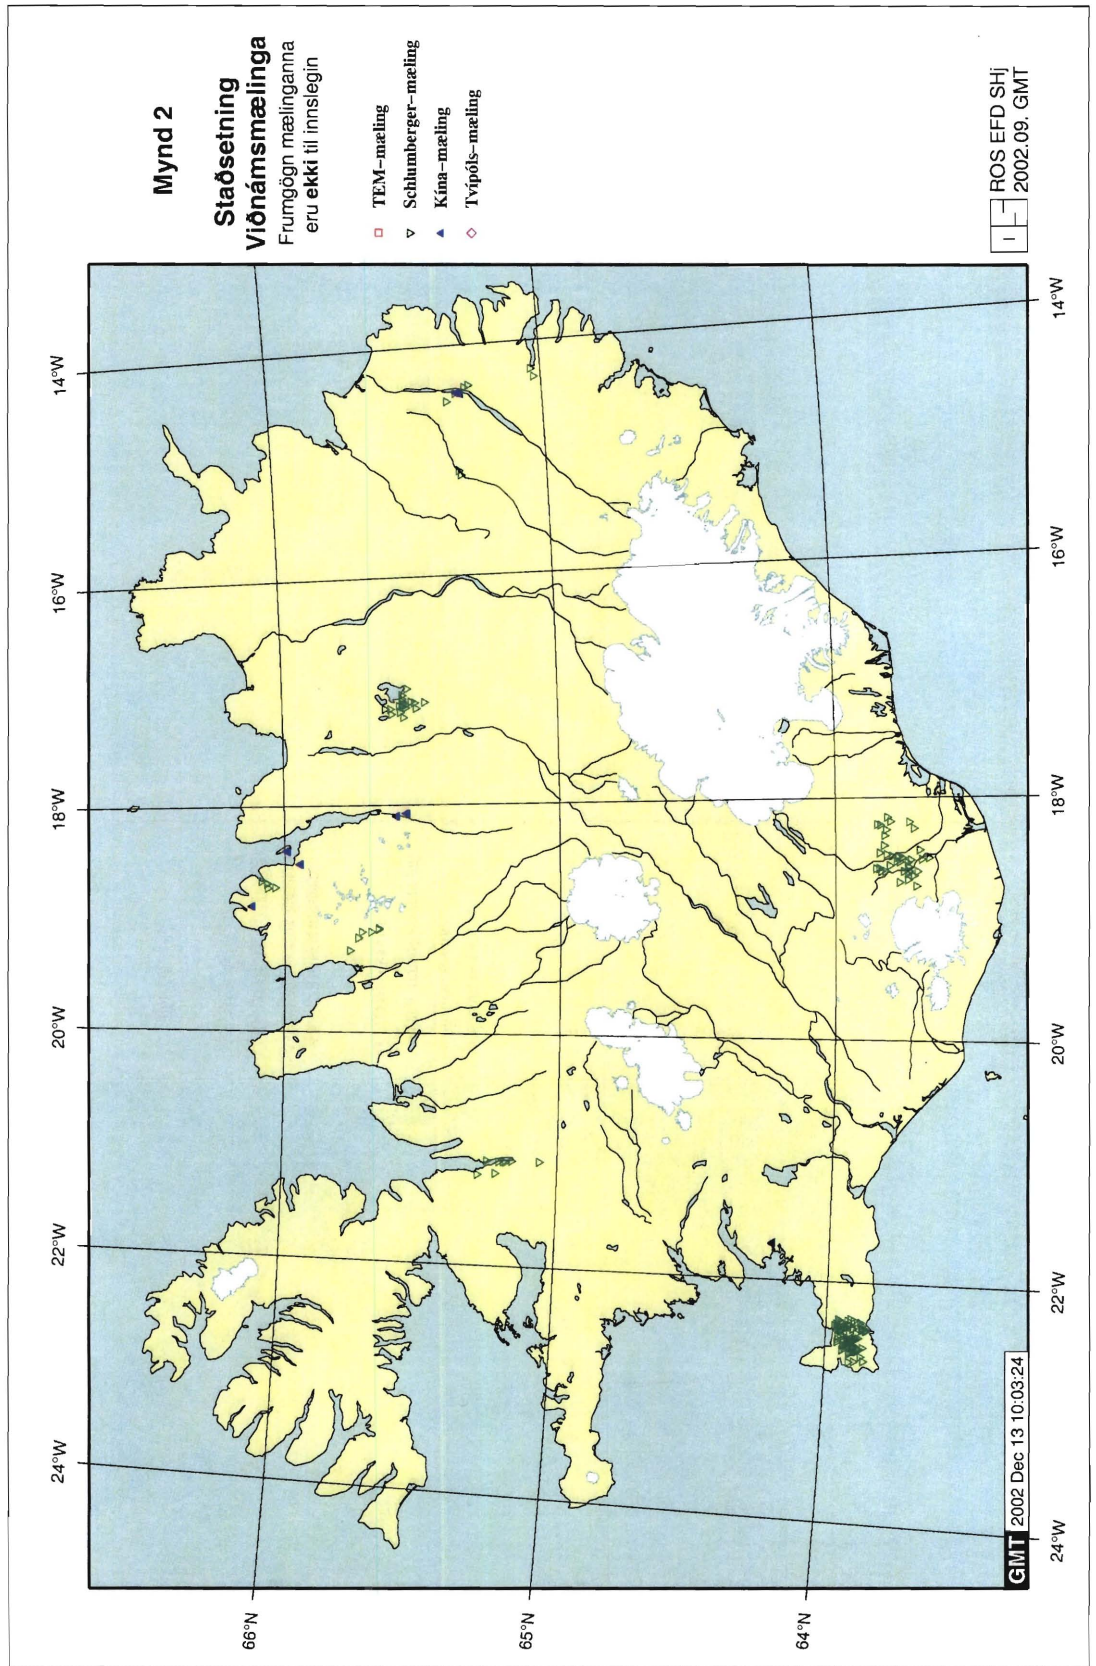 Mynd 2
Staðsetning
Viðnámsmælinga
Frumgögn mælinganna
eru ekki til innslegin
TEM-mæling
Schlumberger-mæling
Kína-mæling
Tvípóls-mæling
ROS EFD SHj
2002.09. GMT
24°W
22°W
20°W
18°W
16°W
14°W
66°N
65°N
64°N
24°W
22°W
20°W
18°W
16°W
14°W
GMT 2002 Dec 13 10:03:24